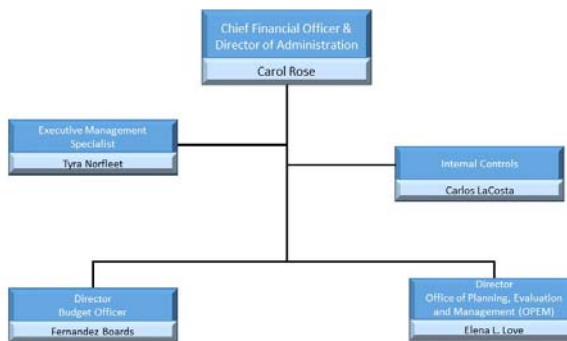 Chief Financial Officer &
Director of Administration
Carol Rose
Executive Management
Specialist
Tyra Norfleet
Internal Controls
Carlos LaCosta
Director
Budget Officer
Fernandez Boards
Director
Office of Planning, Evaluation
and Management (OPEM)
Elena L. Love